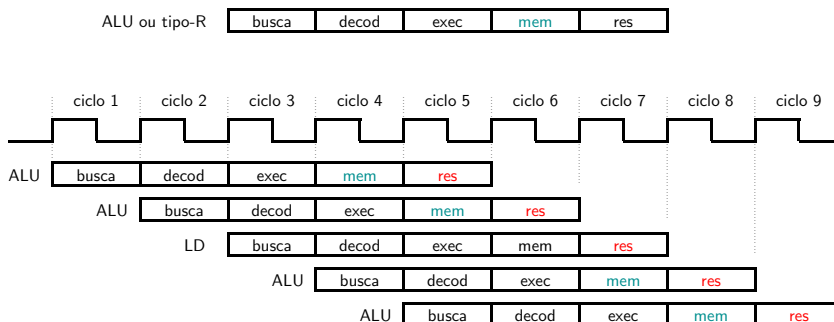 ALU ou tipo-R busca decod exec mem res
ciclo 1 ciclo 2 ciclo 3 ciclo 4 ciclo 5 ciclo 6 ciclo 7 ciclo 8 ciclo 9
ALU busca decod exec mem res
ALU busca decod exec mem res
LD busca decod exec mem res
ALU busca decod exec mem res
ALU busca decod exec mem res